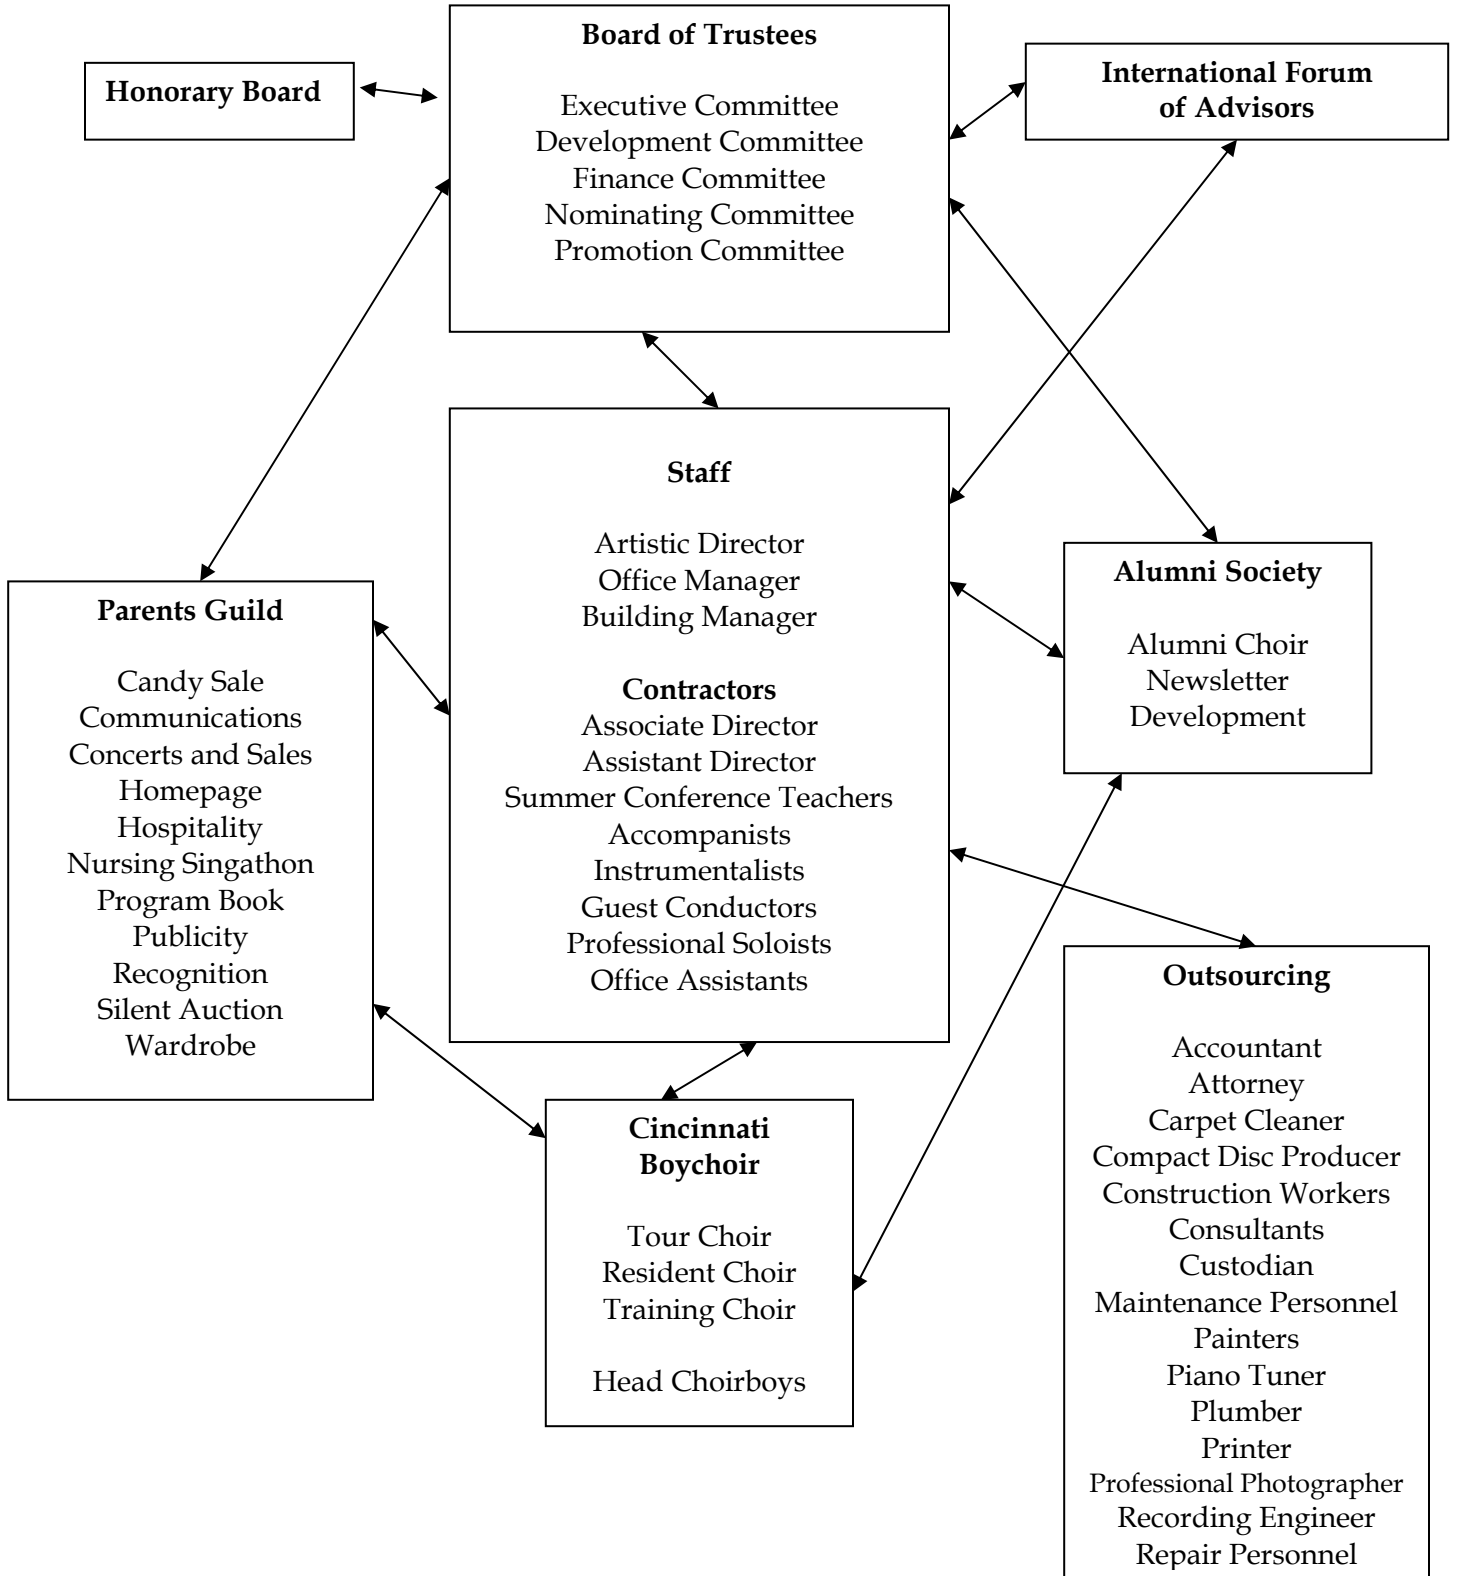 Board of Trustees
Executive Committee
Development Committee
Finance Committee
Nominating Committee
Promotion Committee
Honorary Board
International Forum
of Advisors
Staff
Artistic Director
Office Manager
Building Manager
Contractors
Associate Director
Assistant Director
Summer Conference Teachers
Accompanists
Instrumentalists
Guest Conductors
Professional Soloists
Office Assistants
Parents Guild
Candy Sale
Communications
Concerts and Sales
Homepage
Hospitality
Nursing Singathon
Program Book
Publicity
Recognition
Silent Auction
Wardrobe
Alumni Society
Alumni Choir
Newsletter
Development
Cincinnati
Boychoir
Tour Choir
Resident Choir
Training Choir
Head Choirboys
Outsourcing
Accountant
Attorney
Carpet Cleaner
Compact Disc Producer
Construction Workers
Consultants
Custodian
Maintenance Personnel
Painters
Piano Tuner
Plumber
Printer
Professional Photographer
Recording Engineer
Repair Personnel